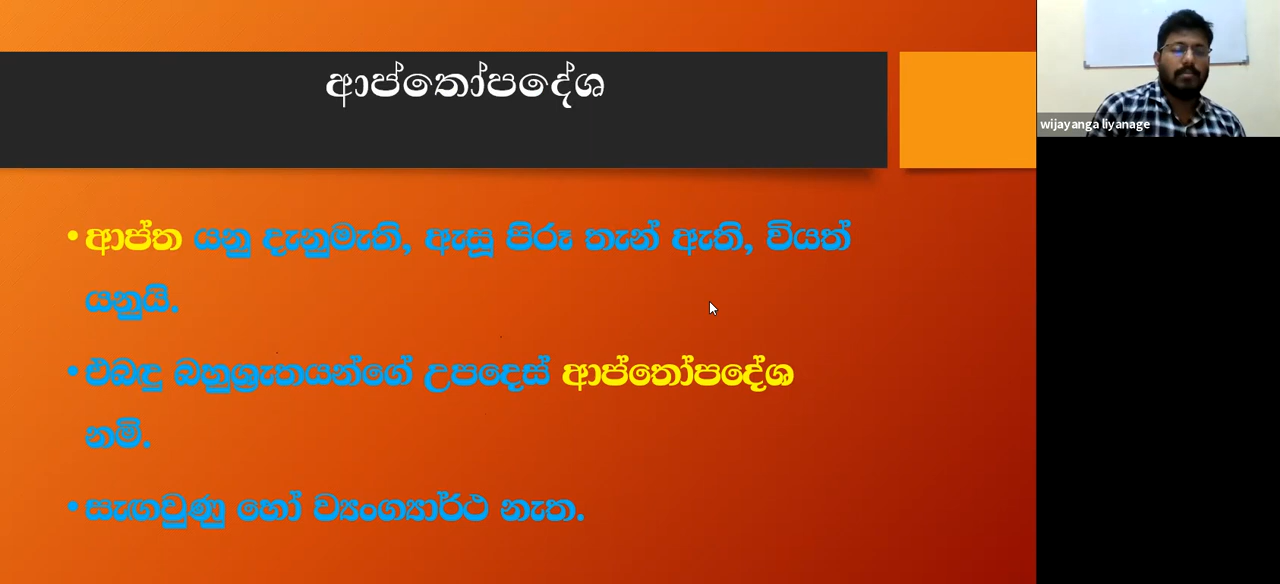 ආප්තෝපදේශ
wijayanga liyanage
• ආප්ත යනු දැනුමැති, ඇසූ පිරූ තැන් ඇති, වියත්
යනුයි.
• එබඳු බහුශ්‍රුතයන්ගේ උපදෙස් ආප්තෝපදේශ
නමි.
• සැඟවුණු හෝ ව්‍යංග්‍යාර්ථ නැත.